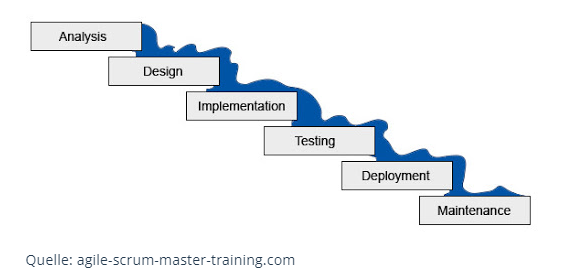 Analysis
Design
Implementation
Testing
Deployment
Maintenance
Quelle: agile-scrum-master-training.com